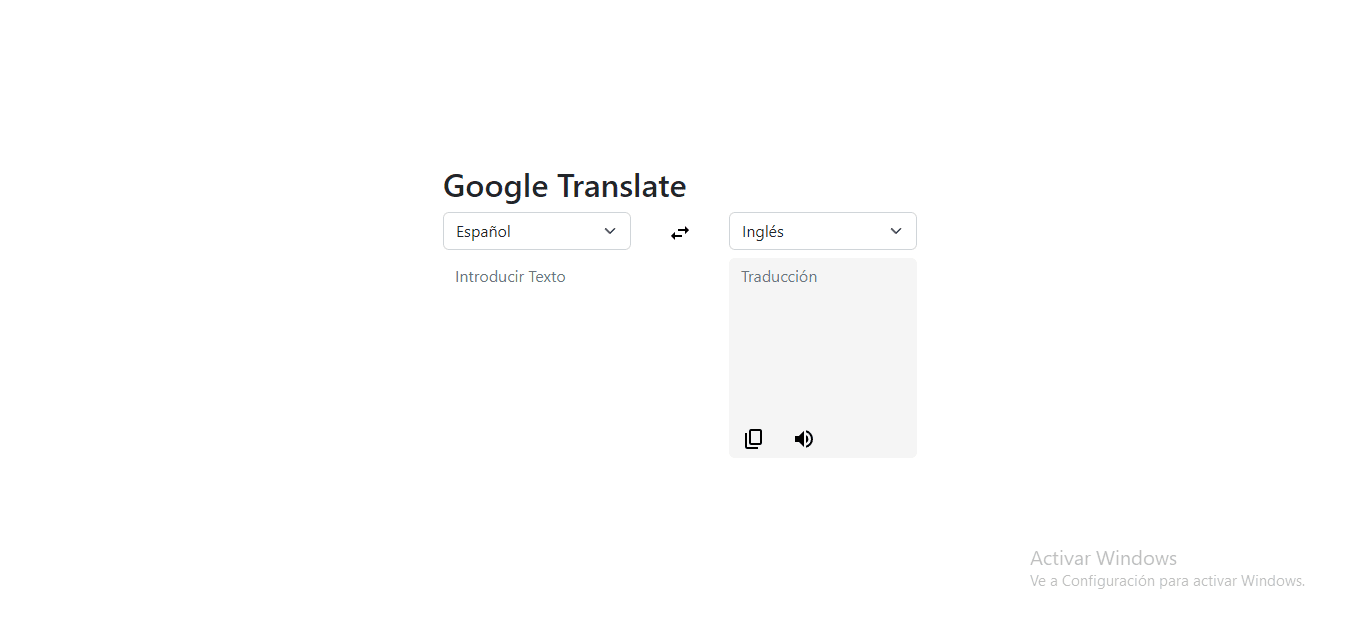 Google Translate
Español
Inglés
Introducir Texto
Traducción
Activar Windows
Ve a Configuración para activar Windows.